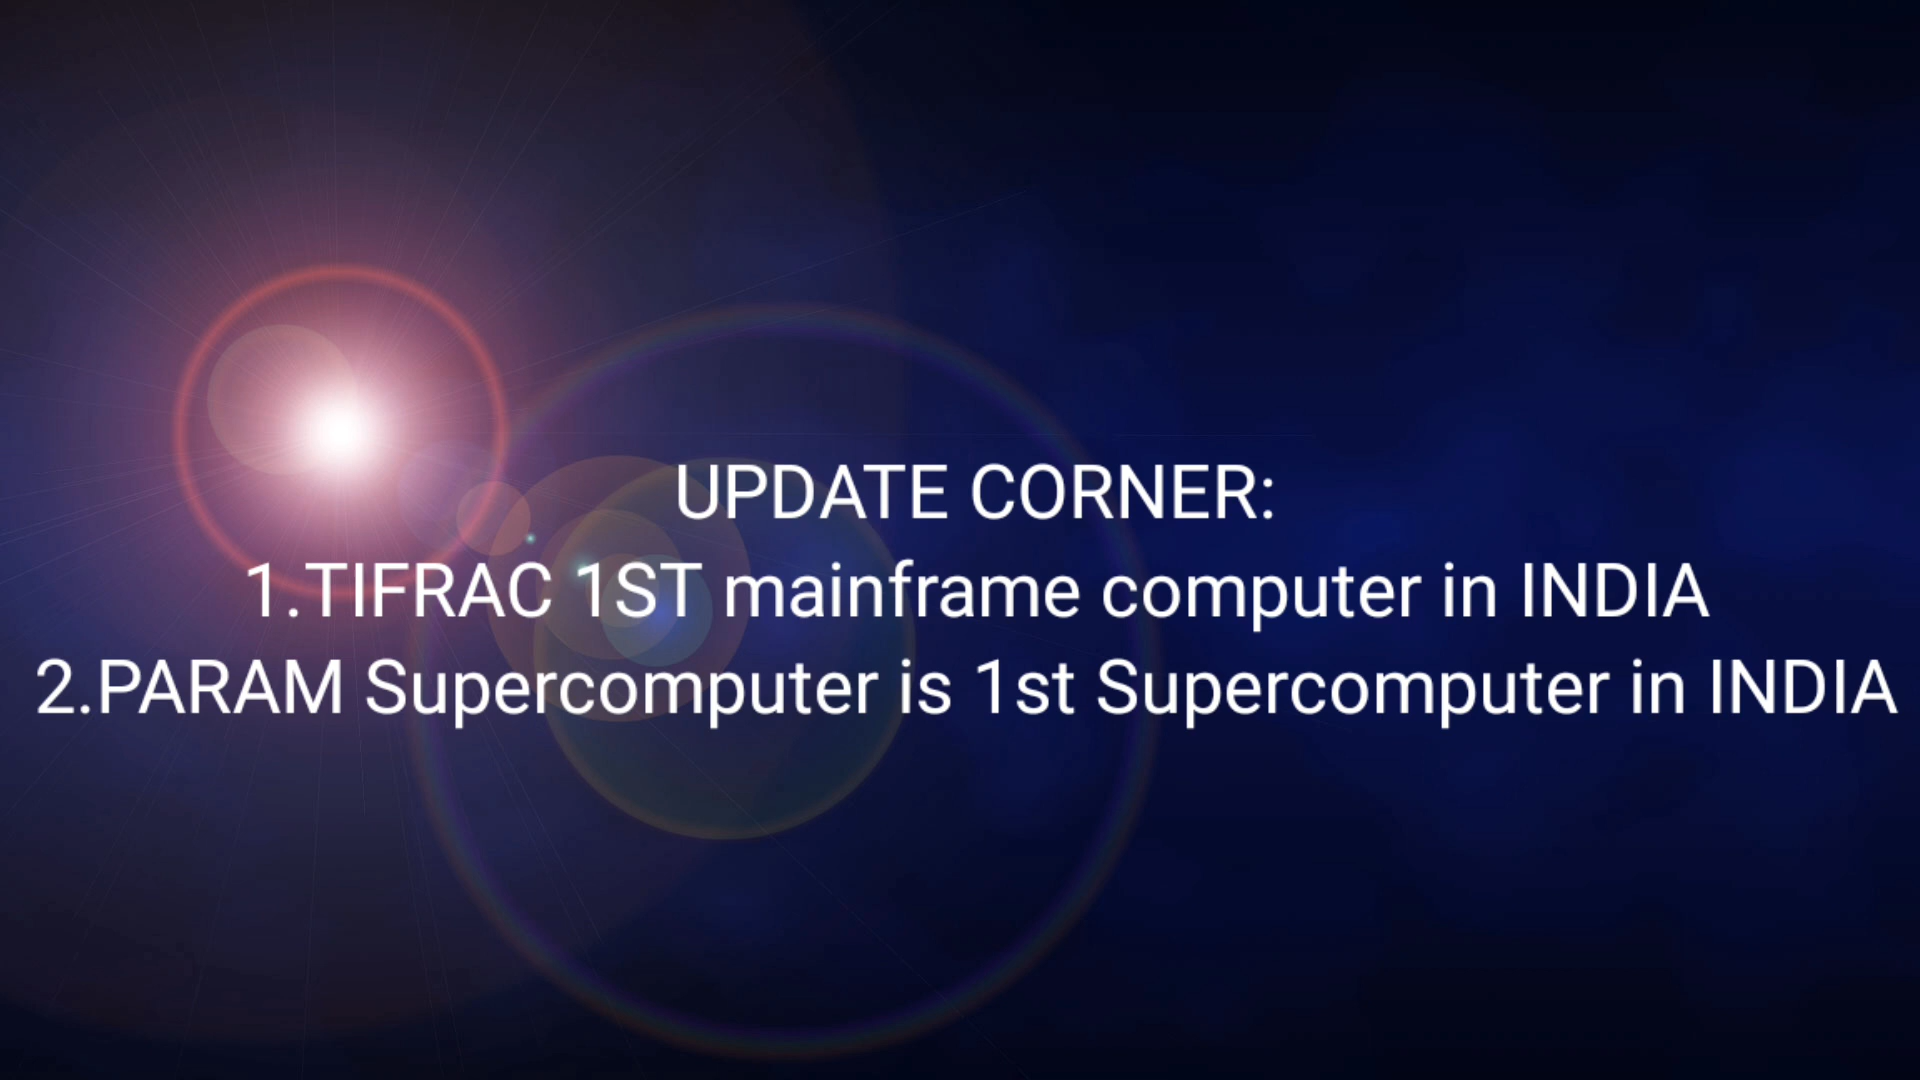 UPDATE CORNER:
1.TIFRAC 1ST mainframe computer in INDIA
2.PARAM Supercomputer is 1st Supercomputer in INDIA